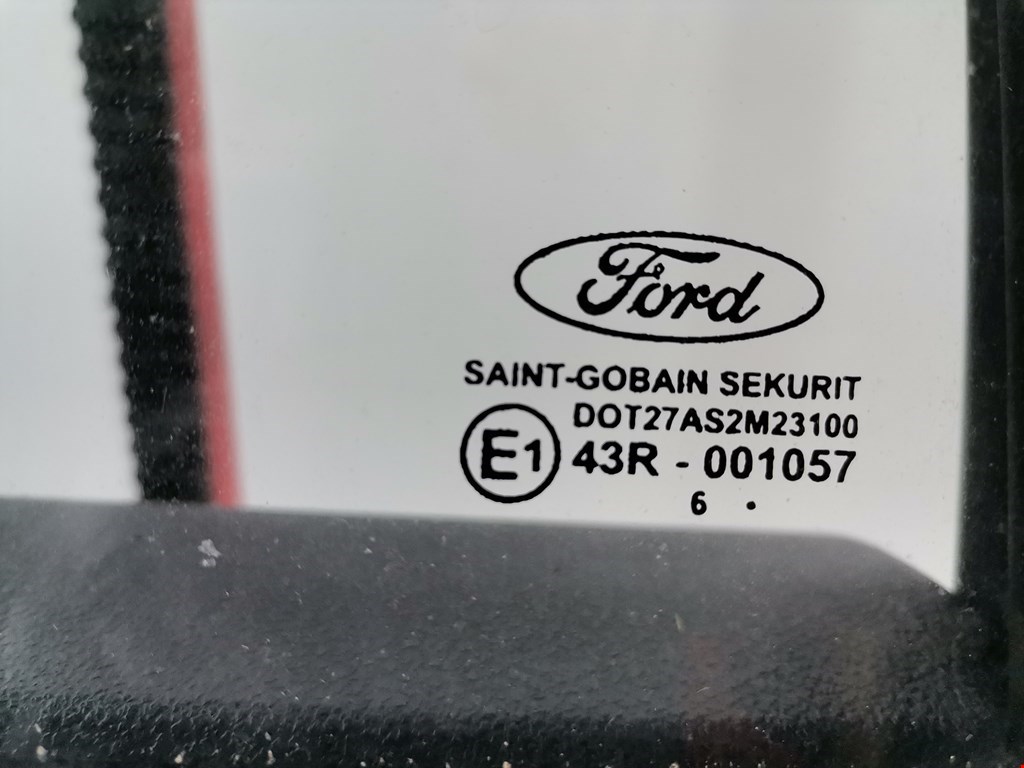 Ford
SAINT-GOBAIN SEKURIT
DOT27AS2M23100
E1 43R - 001057
6 .